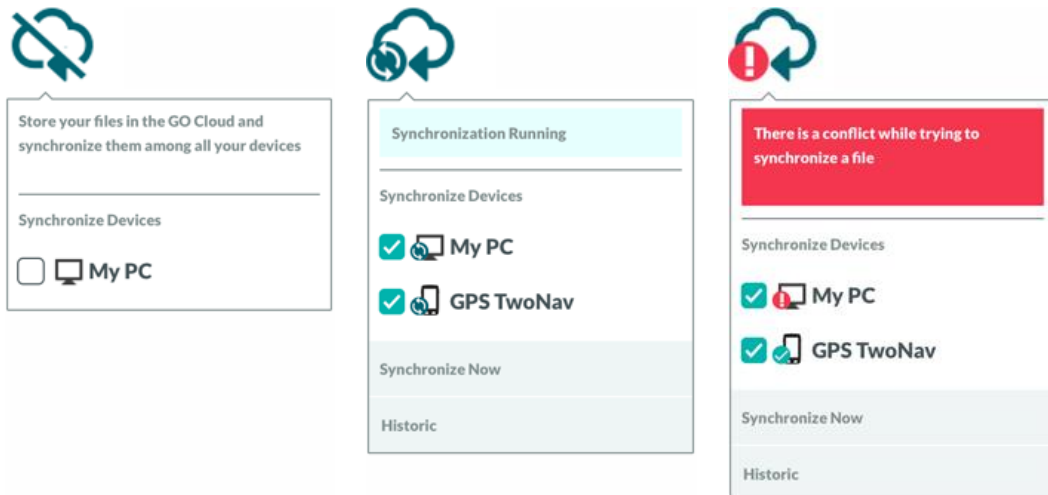 Store your files in the GO Cloud and
synchronize them among all your devices
Synchronize Devices
My PC
Synchronization Running
Synchronize Devices
My PC
GPS TwoNav
Synchronize Now
Historic
There is a conflict while trying to
synchronize a file
Synchronize Devices
My PC
GPS TwoNav
Synchronize Now
Historic